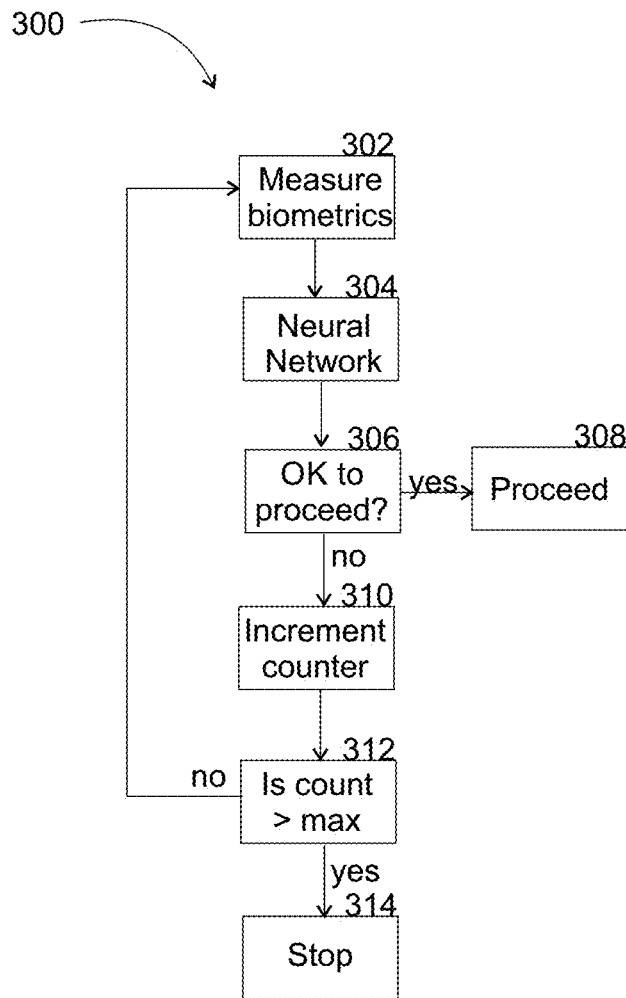 300
302
Measure
biometrics
304
Neural
Network
306
OK to
proceed?
yes
308
Proceed
no
310
Increment
counter
312
Is count
> max
no
yes
314
Stop